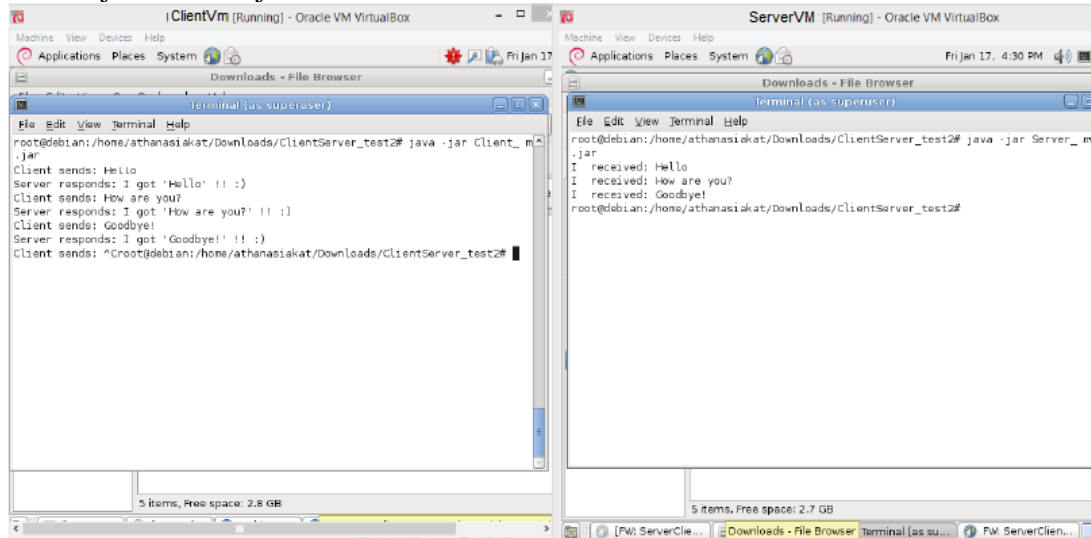 ClientVm [Running] - Oracle VM VirtualBox
Machine View Devices Help
Applications Places System
Fri Jan 17
Downloads - File Browser
Terminal (as superuser)
File Edit View Terminal Help
root@debian:/home/athanasiakat/Downloads/ClientServer_test2# java -jar Client_ m
.jar
Client sends: Hello
Server responds: I got 'Hello' !! :)
Client sends: How are you?
Server responds: I got 'How are you?' !! :)
Client sends: Goodbye!
Server responds: I got 'Goodbye!' !! :)
Client sends: ^Croot@debian:/home/athanasiakat/Downloads/ClientServer_test2#
5 items, Free space: 2.8 GB
ServerVM [Running] - Oracle VM VirtualBox
Machine View Devices Help
Applications Places System
Fri Jan 17, 4:30 PM
Downloads - File Browser
Terminal (as superuser)
File Edit View Terminal Help
root@debian:/home/athanasiakat/Downloads/ClientServer_test2# java -jar Server_ m
.jar
I received: Hello
I received: How are you?
I received: Goodbye!
root@debian:/home/athanasiakat/Downloads/ClientServer_test2#
5 items, Free space: 2.7 GB
[FW: ServerClie...
Downloads - File Browser
Terminal (as su...
FW: ServerClien...